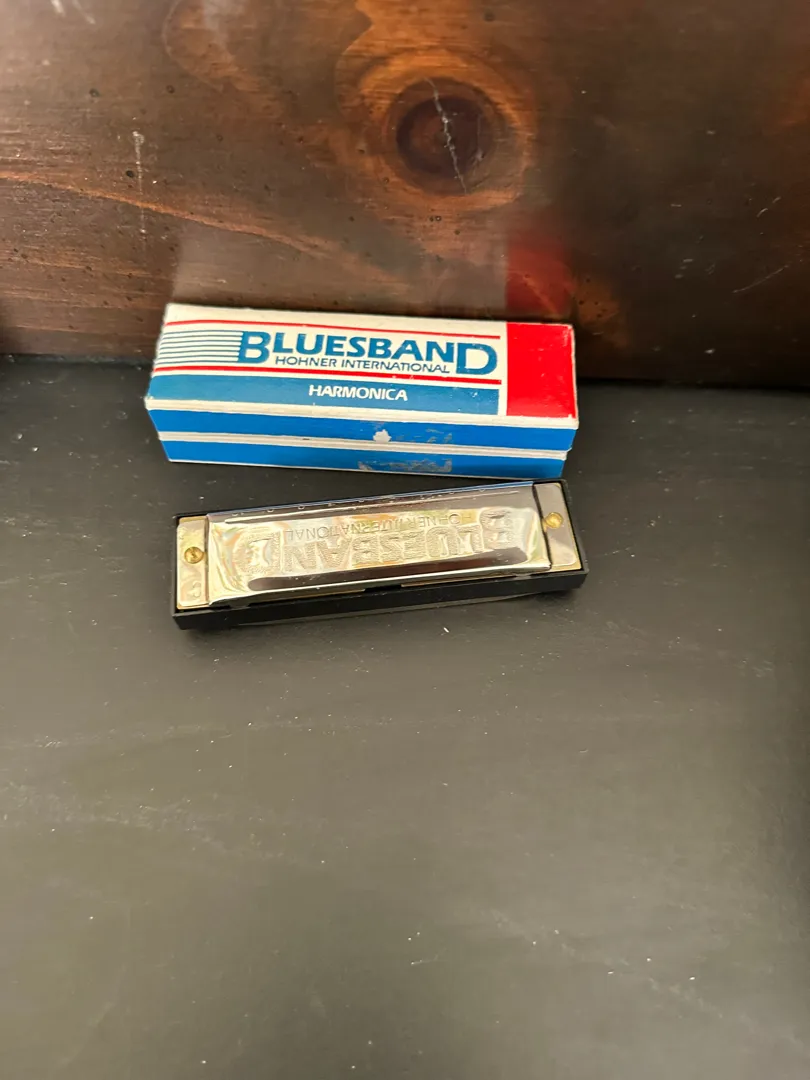 BLUESBAND
HOHNER INTERNATIONAL
HARMONICA
BLUESBAND
HOHNER INTERNATIONAL